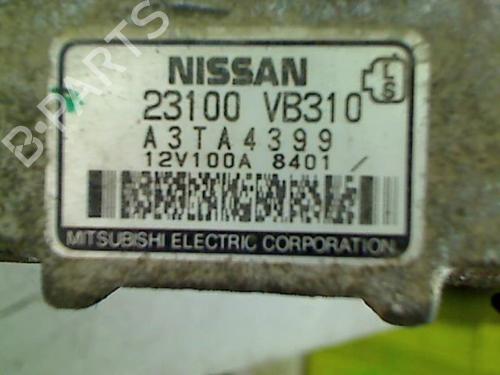 NISSAN
L
S
23100 VB310
A3TA4399
12V100A 8401 /
MITSUBISHI ELECTRIC CORPORATION
B-PARTS